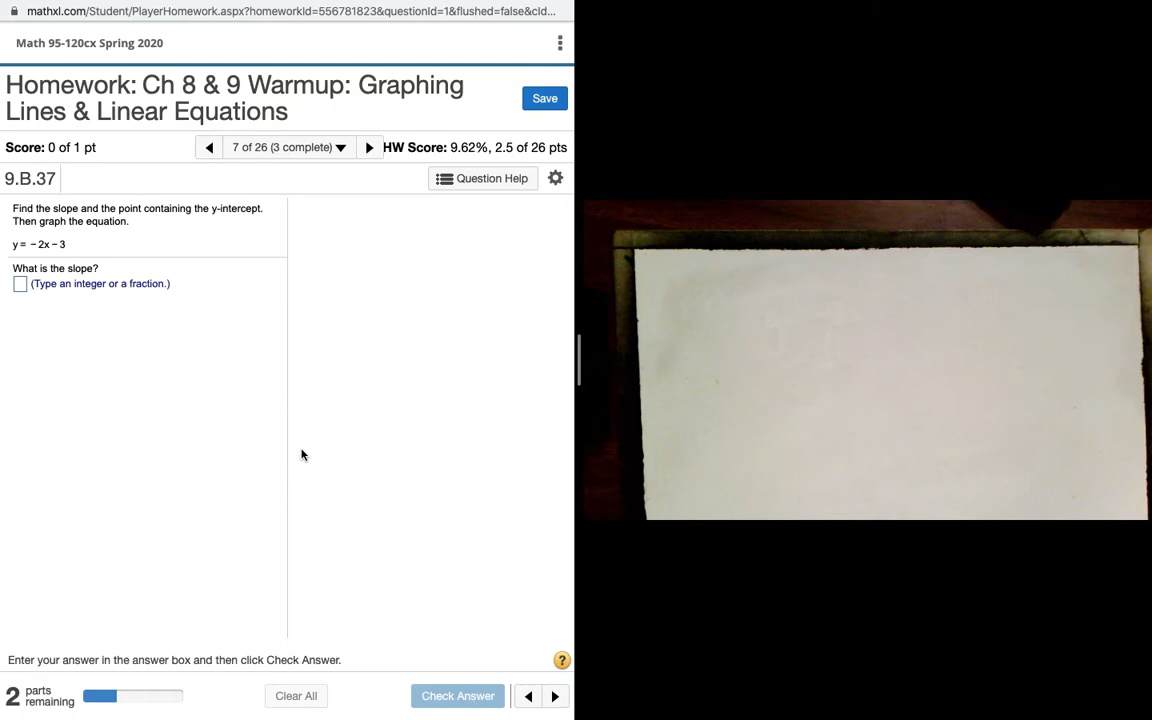 mathxl.com/Student/PlayerHomework.aspx?homeworkId=556781823&questionId=1&flushed=false&cId...
Math 95-120cx Spring 2020
Homework: Ch 8 & 9 Warmup: Graphing
Lines & Linear Equations
Save
Score: 0 of 1 pt
7 of 26 (3 complete)
HW Score: 9.62%, 2.5 of 26 pts
9.B.37
Question Help
Find the slope and the point containing the y-intercept.
Then graph the equation.
y = − 2x − 3
What is the slope?
(Type an integer or a fraction.)
Enter your answer in the answer box and then click Check Answer.
?
2 parts
remaining
Clear All
Check Answer